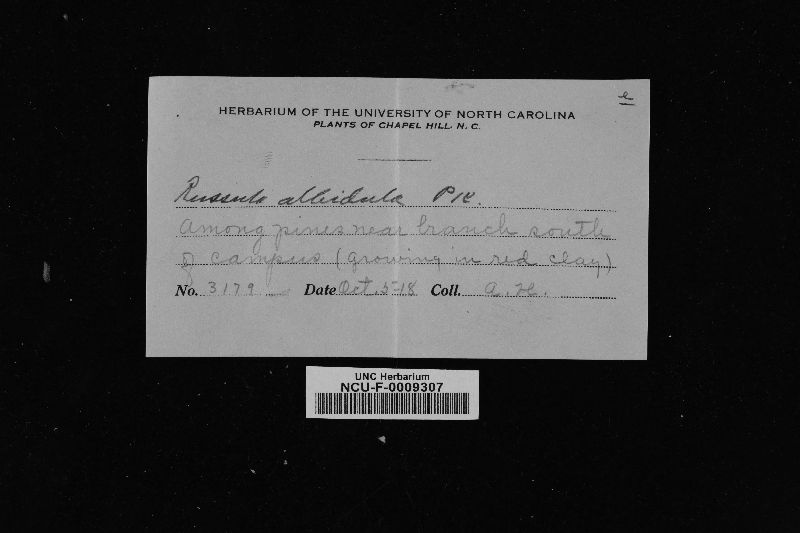 e
HERBARIUM OF THE UNIVERSITY OF NORTH CAROLINA
PLANTS OF CHAPEL HILL, N. C.
Russula albidula Pk.
Among pines near branch south
of campus (growing in red clay)
No. 3179 Date Oct. 5-18 Coll. A. H.
UNC Herbarium
NCU-F-0009307